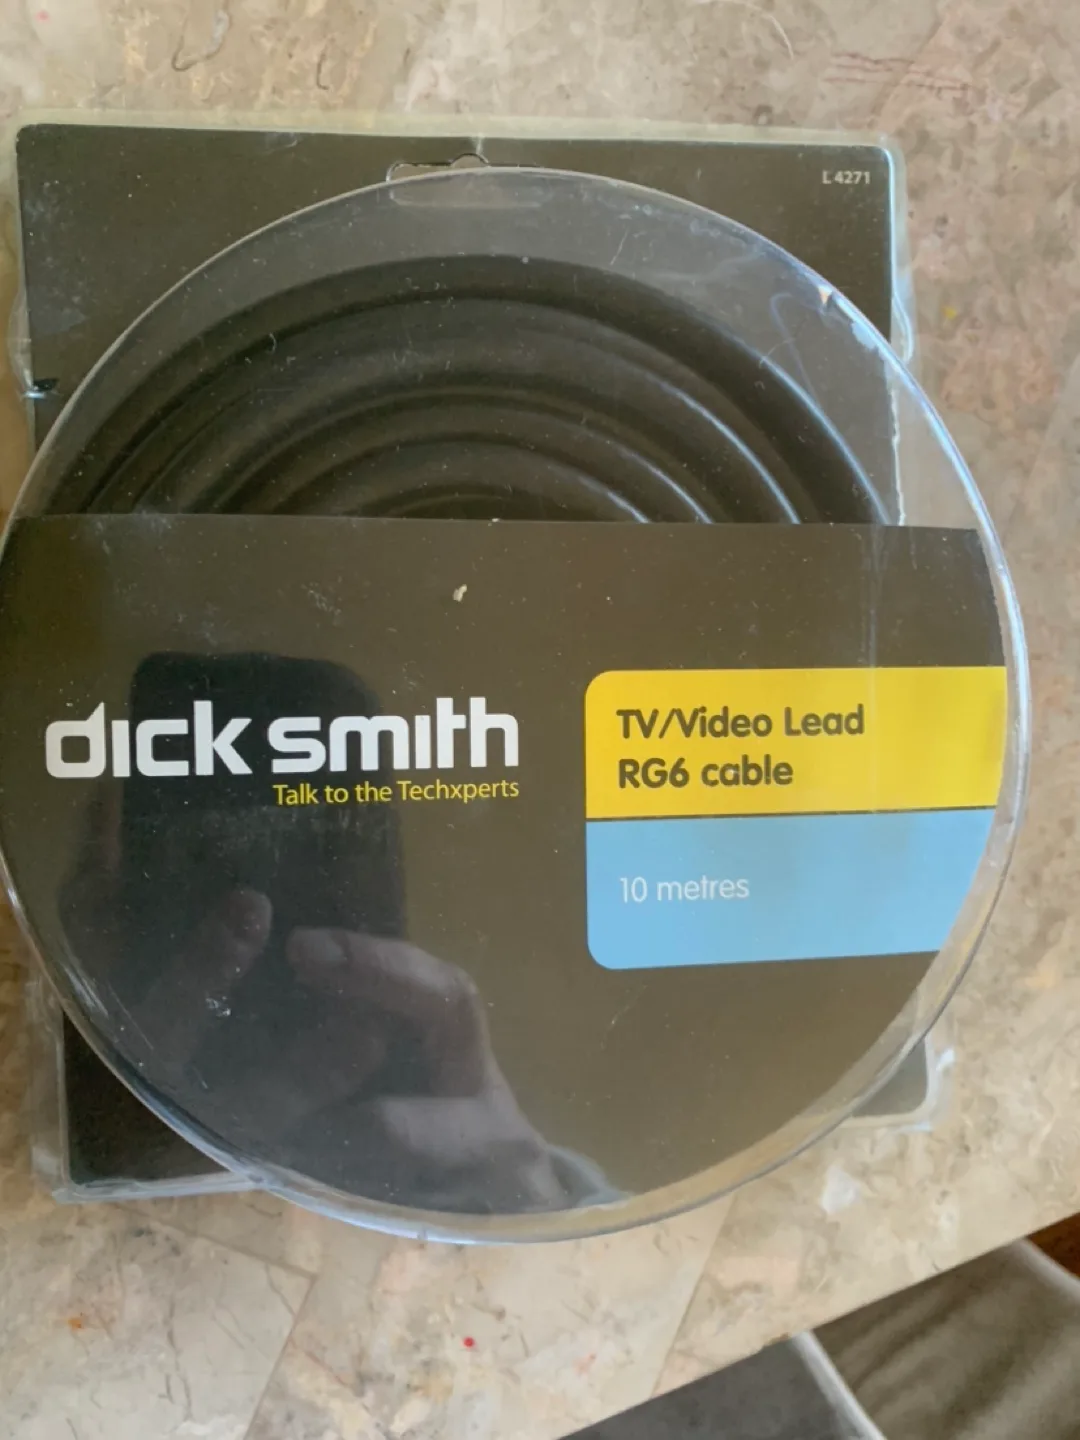 L 4271
dick smith
Talk to the Techxperts
TV/Video Lead
RG6 cable
10 metres